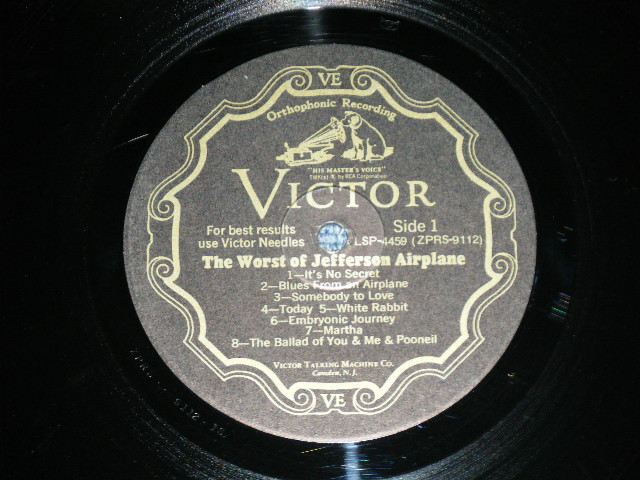 VE
Orthophonic Recording
"HIS MASTER'S VOICE"
VICTOR
For best results
use Victor Needles
Side 1
LSP-4459 (ZPRS-9112)
The Worst of Jefferson Airplane
1—It's No Secret
2—Blues From an Airplane
3—Somebody to Love
4—Today 5—White Rabbit
6—Embryonic Journey
7—Martha
8—The Ballad of You & Me & Pooneil
VICTOR TALKING MACHINE CO.
Camden, N.J.
VE